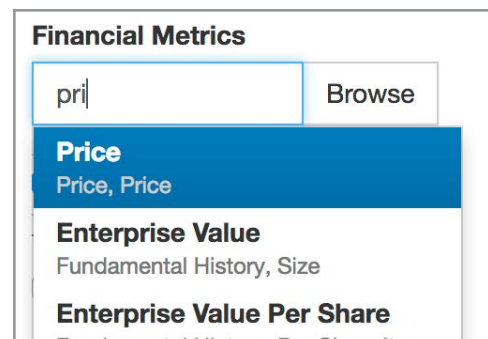 Financial Metrics
pri
Browse
Price
Price, Price
Enterprise Value
Fundamental History, Size
Enterprise Value Per Share